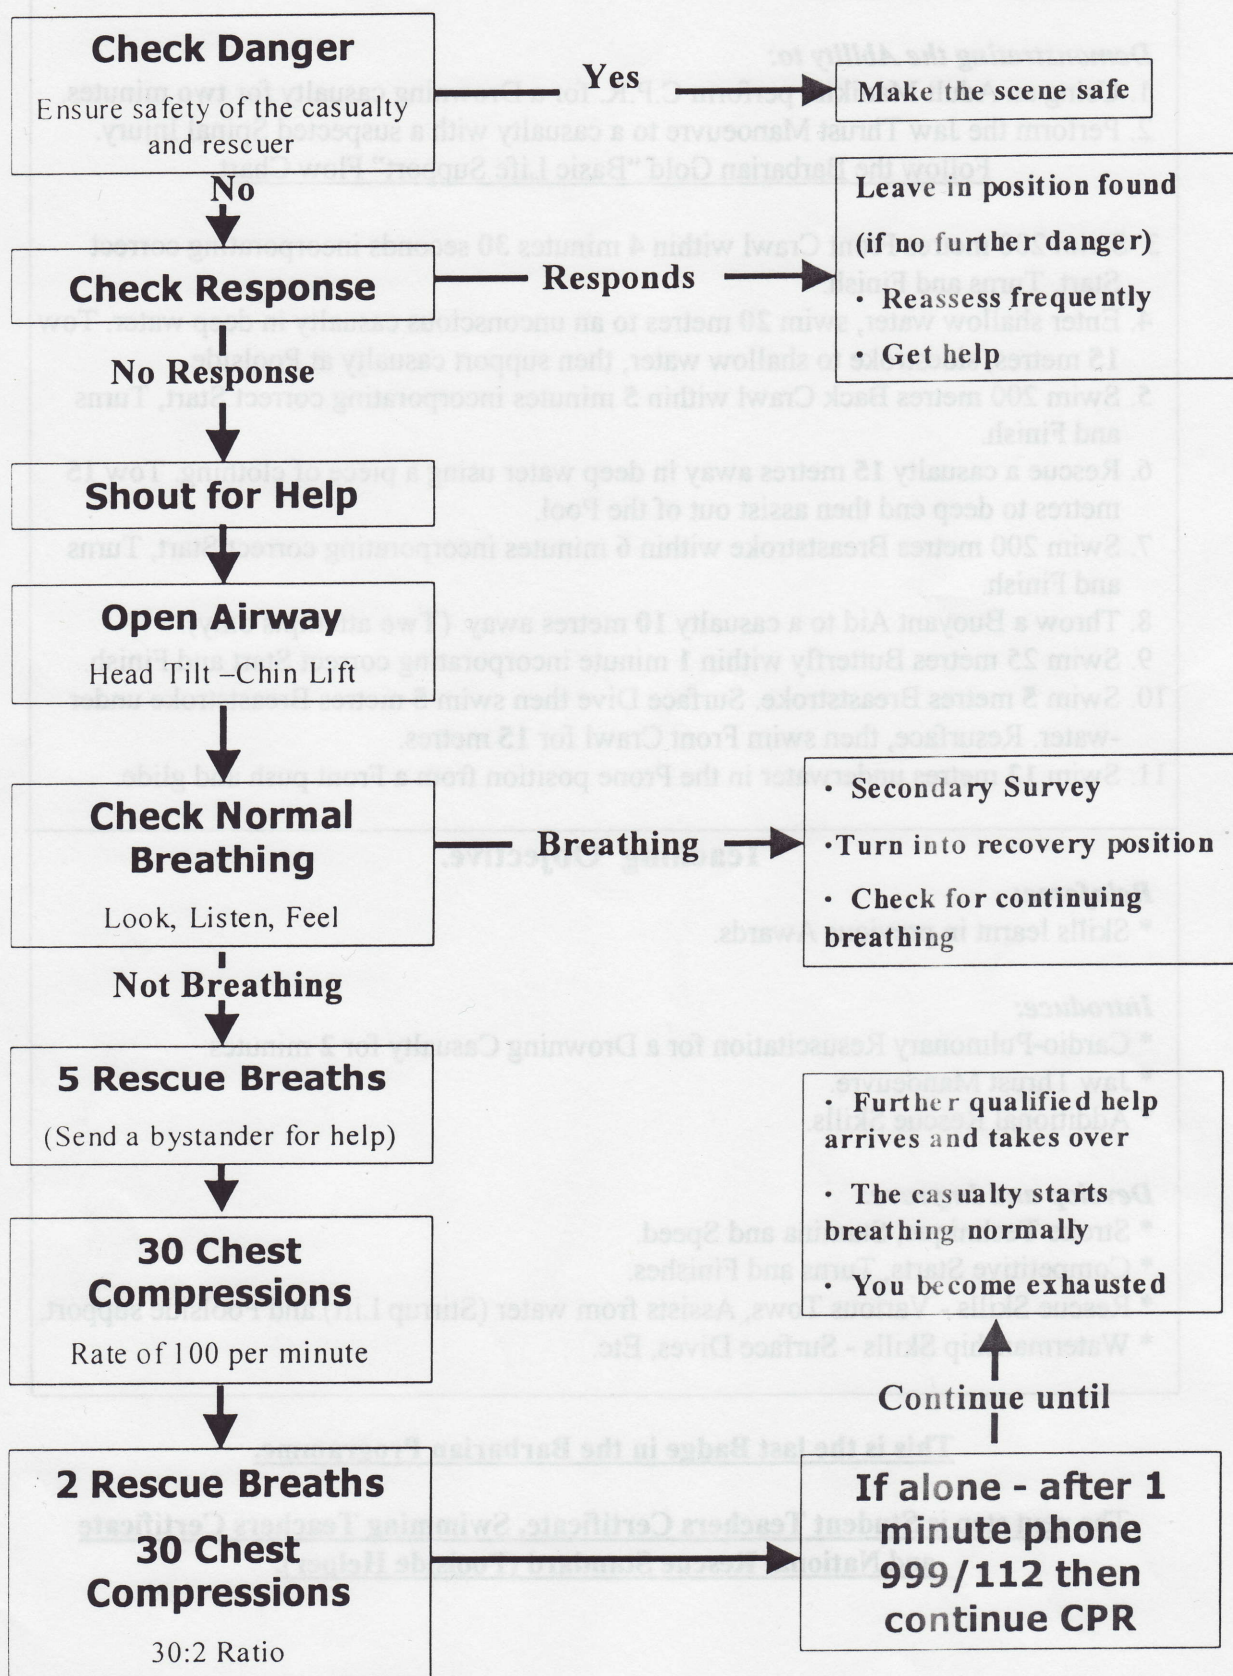 Check Danger
Ensure safety of the casualty
and rescuer
Yes
Make the scene safe
No
Check Response
Responds
Leave in position found
(if no further danger)
· Reassess frequently
· Get help
No Response
Shout for Help
Open Airway
Head Tilt –Chin Lift
Check Normal
Breathing
Look, Listen, Feel
Breathing
· Secondary Survey
·Turn into recovery position
· Check for continuing
breathing
Not Breathing
5 Rescue Breaths
(Send a bystander for help)
30 Chest
Compressions
Rate of 100 per minute
2 Rescue Breaths
30 Chest
Compressions
30:2 Ratio
If alone - after 1
minute phone
999/112 then
continue CPR
Continue until
· Further qualified help
arrives and takes over
· The casualty starts
breathing normally
· You become exhausted